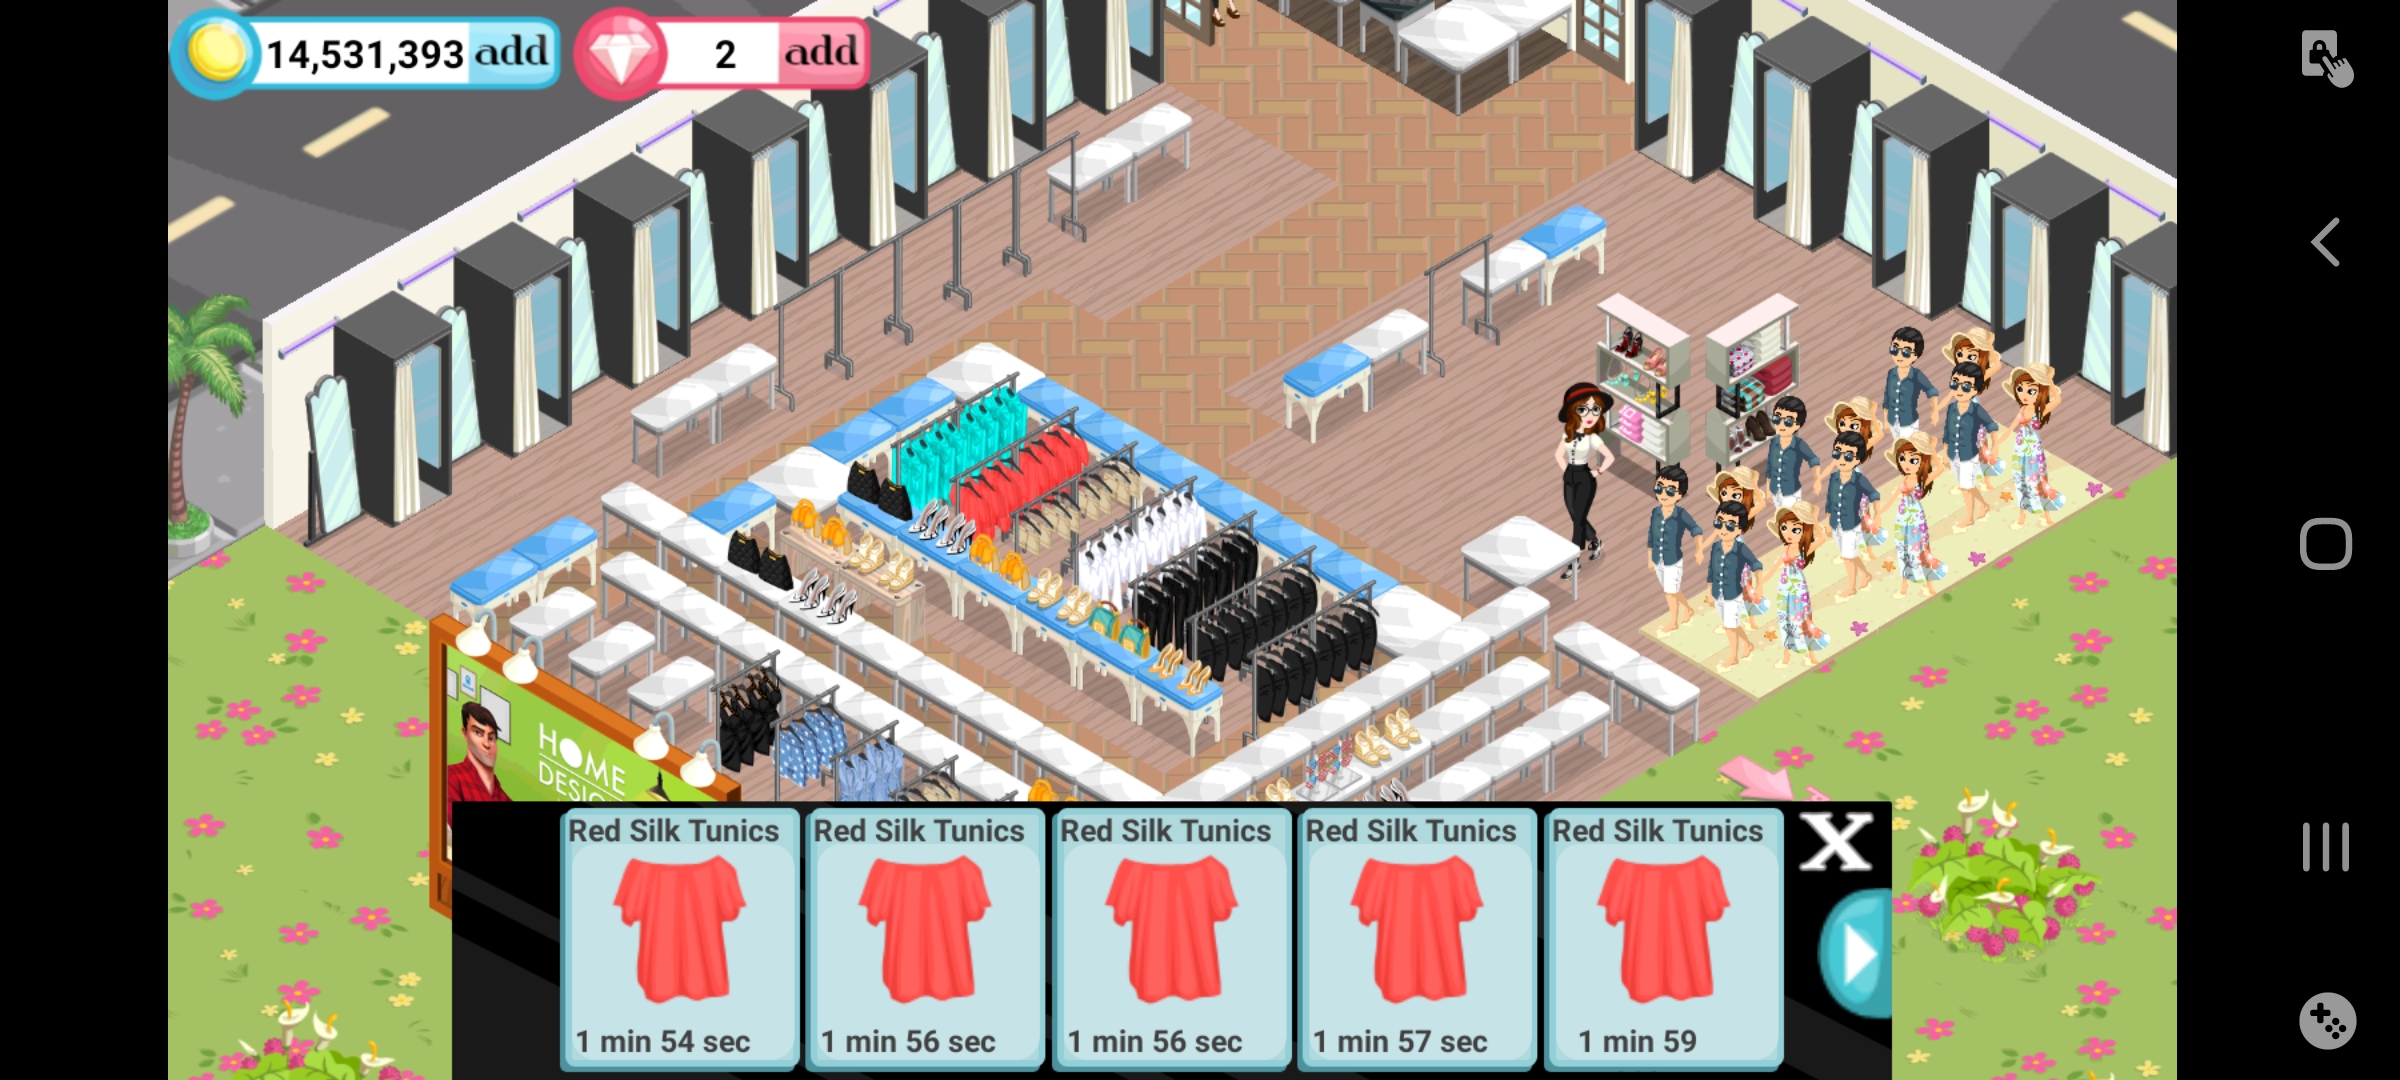 14,531,393 add
2 add
HOME
Red Silk Tunics
1 min 54 sec
Red Silk Tunics
1 min 56 sec
Red Silk Tunics
1 min 56 sec
Red Silk Tunics
1 min 57 sec
Red Silk Tunics
1 min 59
X